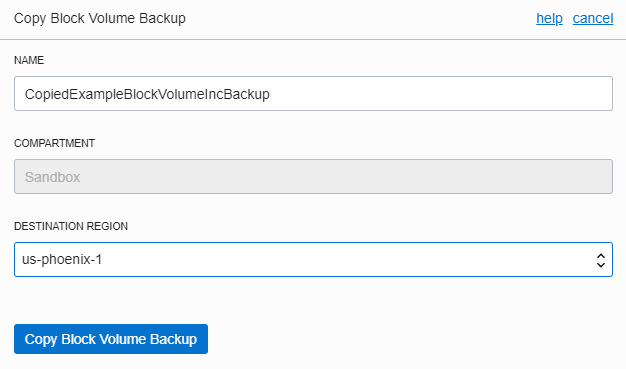 Copy Block Volume Backup help cancel
NAME
CopiedExampleBlockVolumeIncBackup
COMPARTMENT
Sandbox
DESTINATION REGION
us-phoenix-1
Copy Block Volume Backup